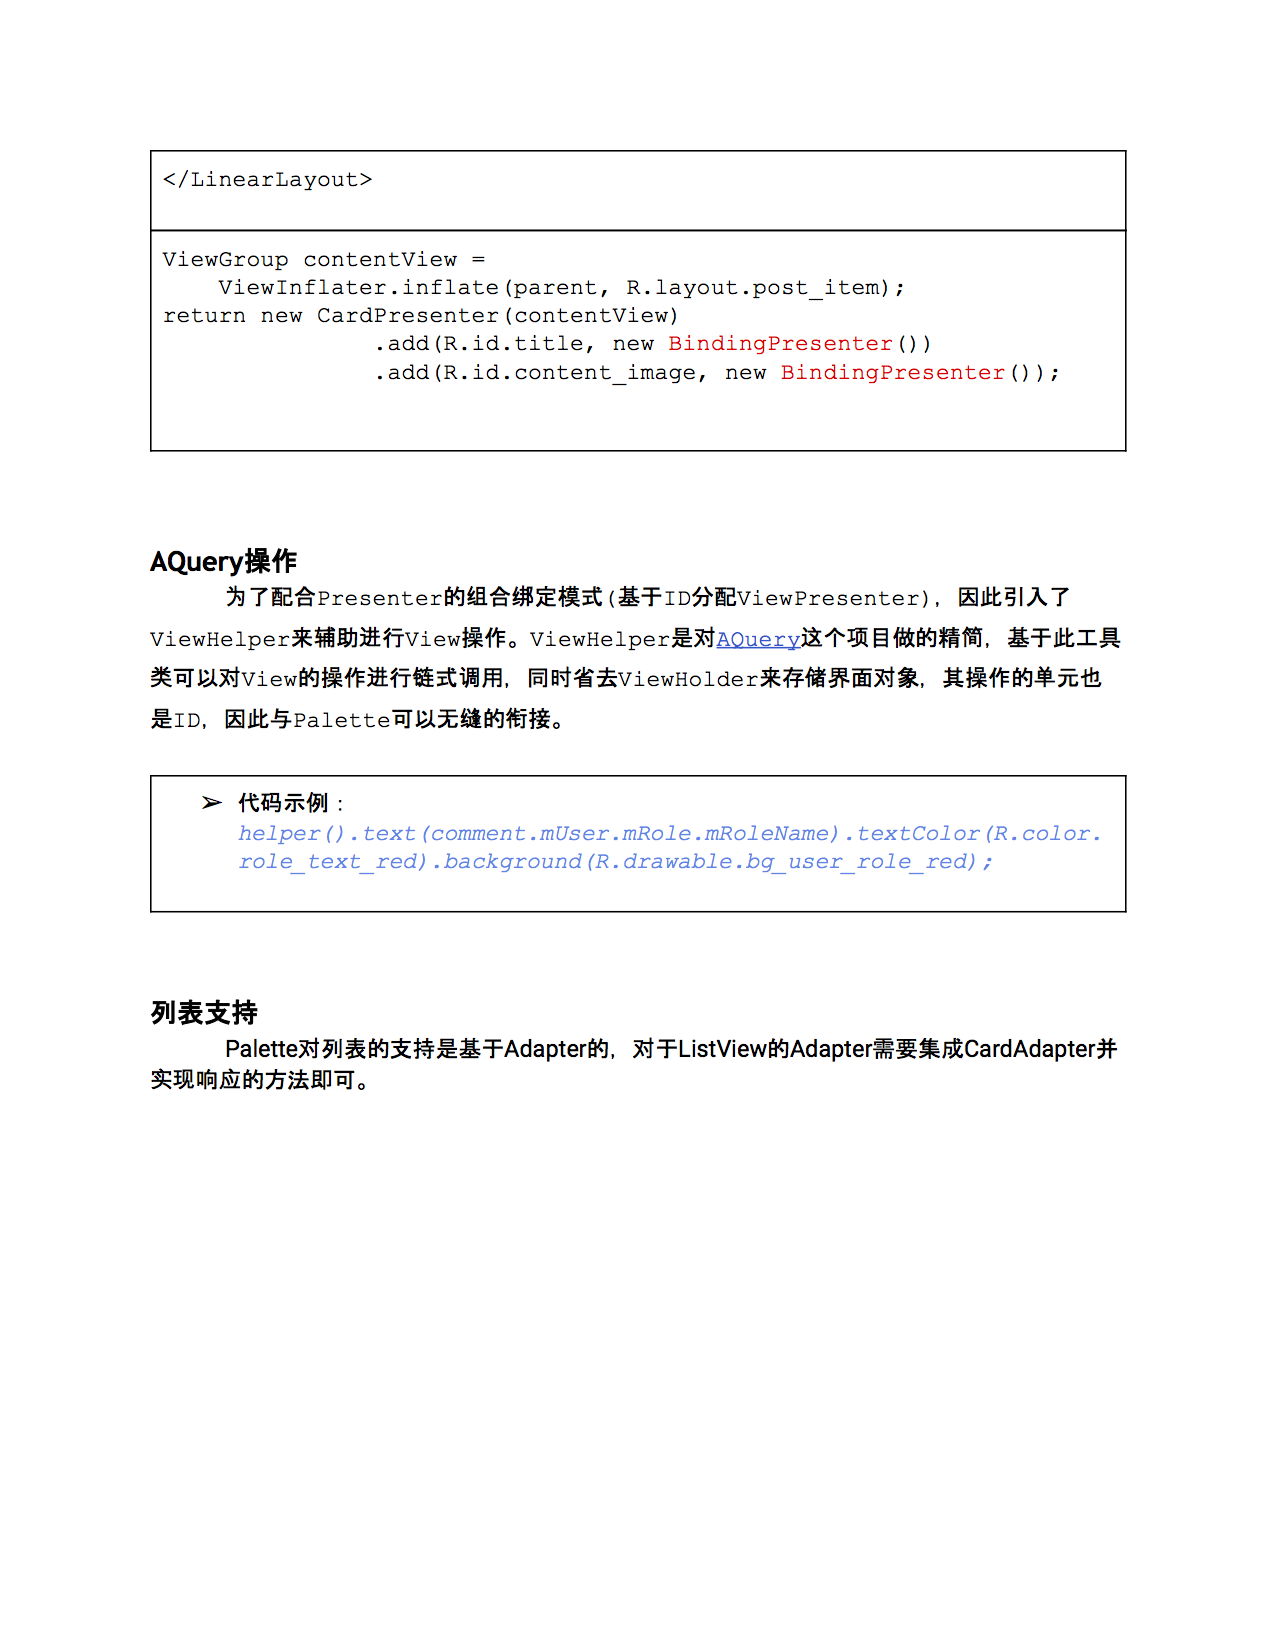 </LinearLayout>
ViewGroup contentView =
    ViewInflater.inflate(parent, R.layout.post_item);
return new CardPresenter(contentView)
               .add(R.id.title, new BindingPresenter())
               .add(R.id.content_image, new BindingPresenter());
AQuery操作
为了配合Presenter的组合绑定模式(基于ID分配ViewPresenter)，因此引入了
ViewHelper来辅助进行View操作。ViewHelper是对AQuery这个项目做的精简，基于此工具
类可以对View的操作进行链式调用，同时省去ViewHolder来存储界面对象，其操作的单元也
是ID，因此与Palette可以无缝的衔接。
➢ 代码示例：
helper().text(comment.mUser.mRole.mRoleName).textColor(R.color.
role_text_red).background(R.drawable.bg_user_role_red);
列表支持
Palette对列表的支持是基于Adapter的，对于ListView的Adapter需要集成CardAdapter并
实现响应的方法即可。